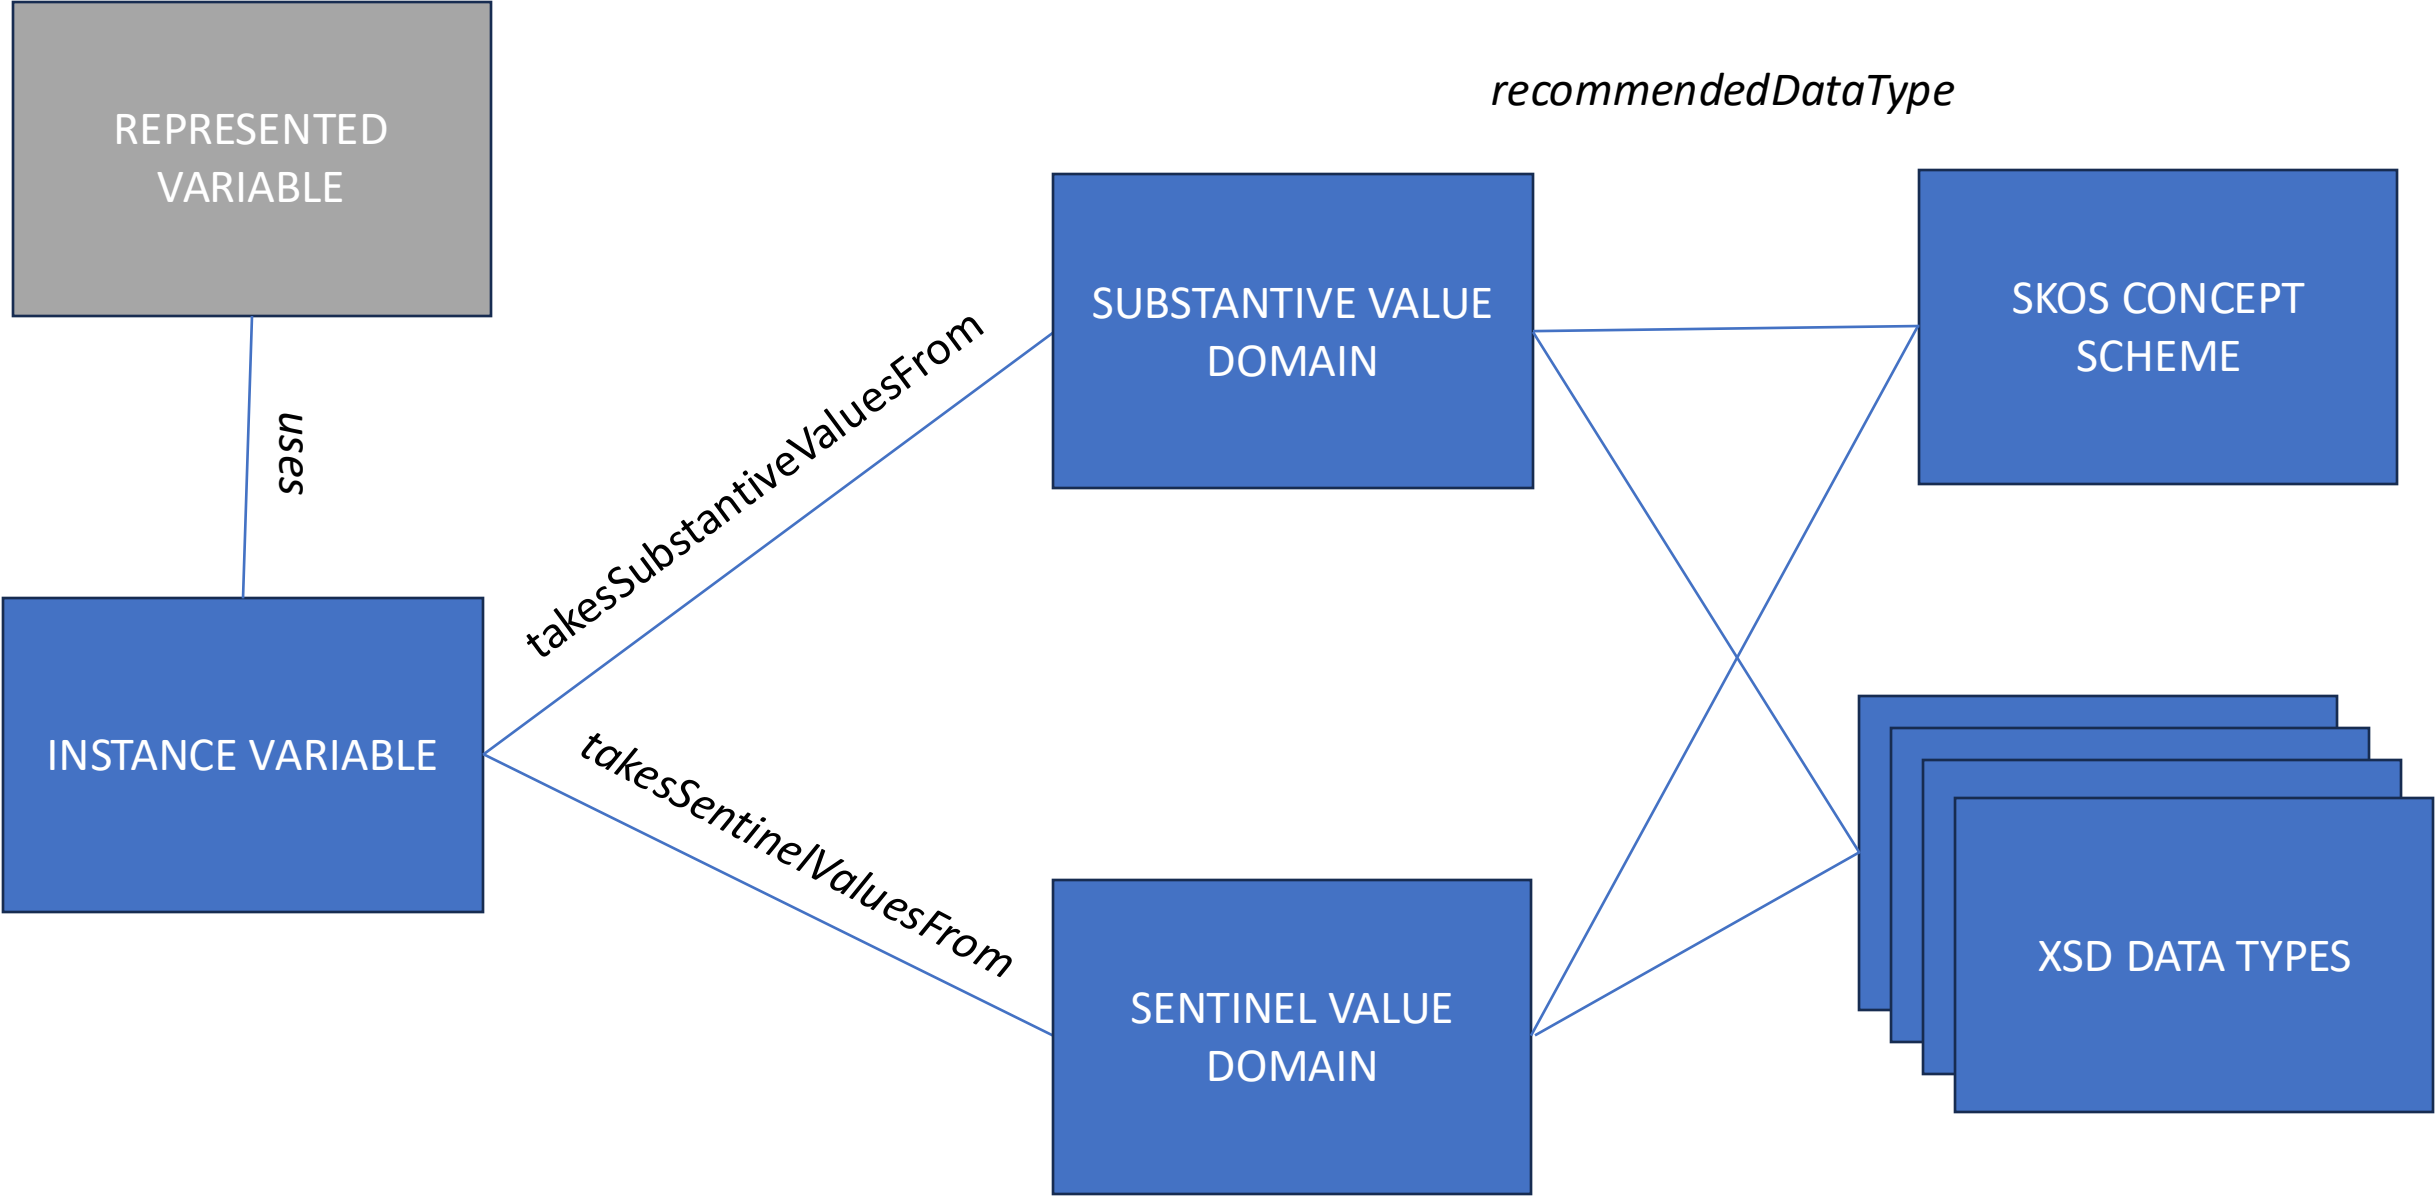 REPRESENTED
VARIABLE
uses
INSTANCE VARIABLE
takesSubstantiveValuesFrom
takesSentinelValuesFrom
SUBSTANTIVE VALUE
DOMAIN
SENTINEL VALUE
DOMAIN
recommendedDataType
SKOS CONCEPT
SCHEME
XSD DATA TYPES